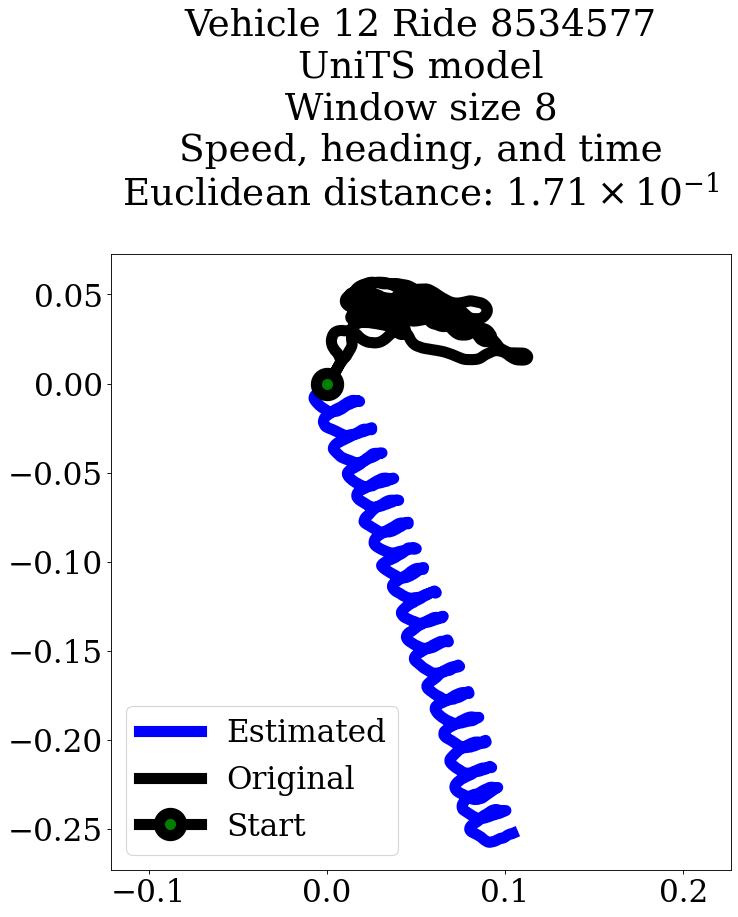 Vehicle 12 Ride 8534577
UniTS model
Window size 8
Speed, heading, and time
Euclidean distance: 1.71 × 10⁻¹
0.05
0.00
−0.05
−0.10
−0.15
−0.20
−0.25
Estimated
Original
Start
−0.1
0.0
0.1
0.2